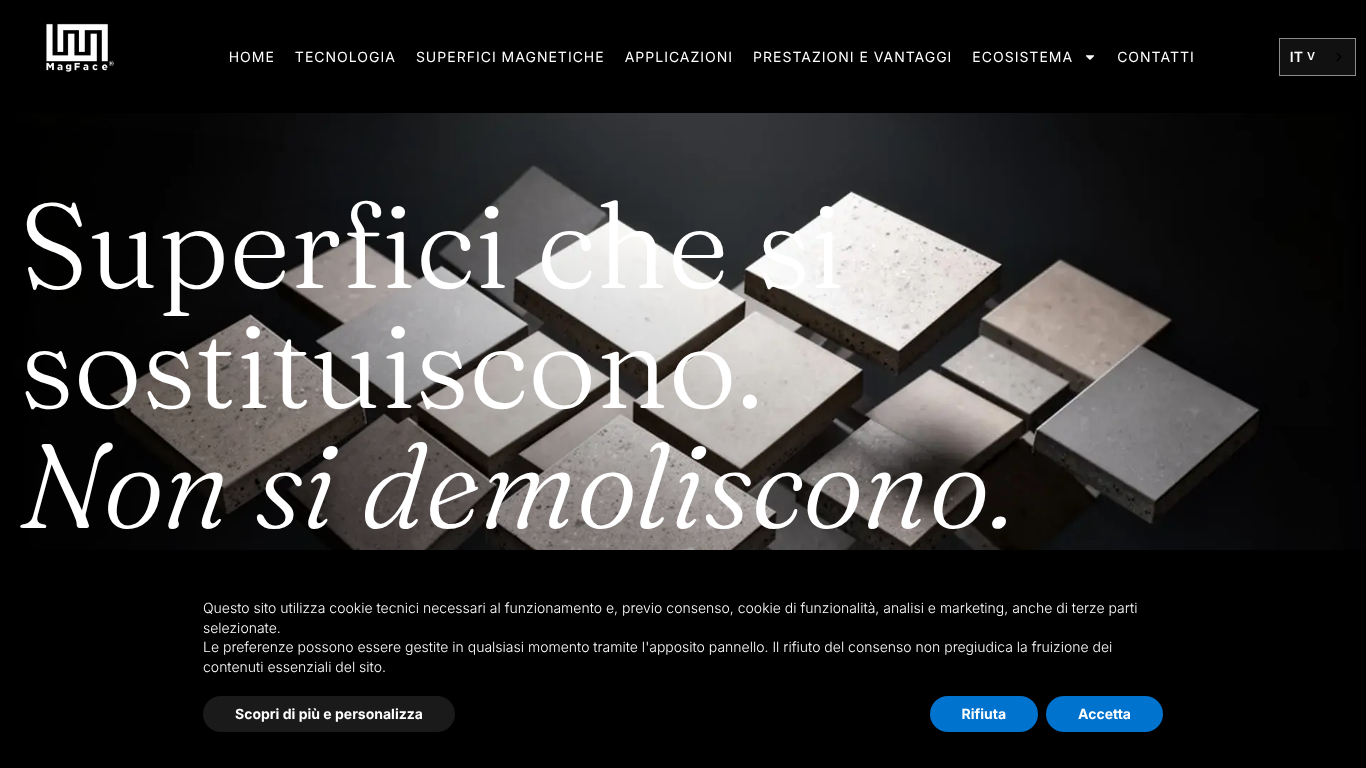 MagFace®
HOME
TECNOLOGIA
SUPERFICI MAGNETICHE
APPLICAZIONI
PRESTAZIONI E VANTAGGI
ECOSISTEMA
CONTATTI
IT V
Superfici che si
sostituiscono.
Non si demoliscono.
Questo sito utilizza cookie tecnici necessari al funzionamento e, previo consenso, cookie di funzionalità, analisi e marketing, anche di terze parti
selezionate.
Le preferenze possono essere gestite in qualsiasi momento tramite l'apposito pannello. Il rifiuto del consenso non pregiudica la fruizione dei
contenuti essenziali del sito.
Scopri di più e personalizza
Rifiuta
Accetta